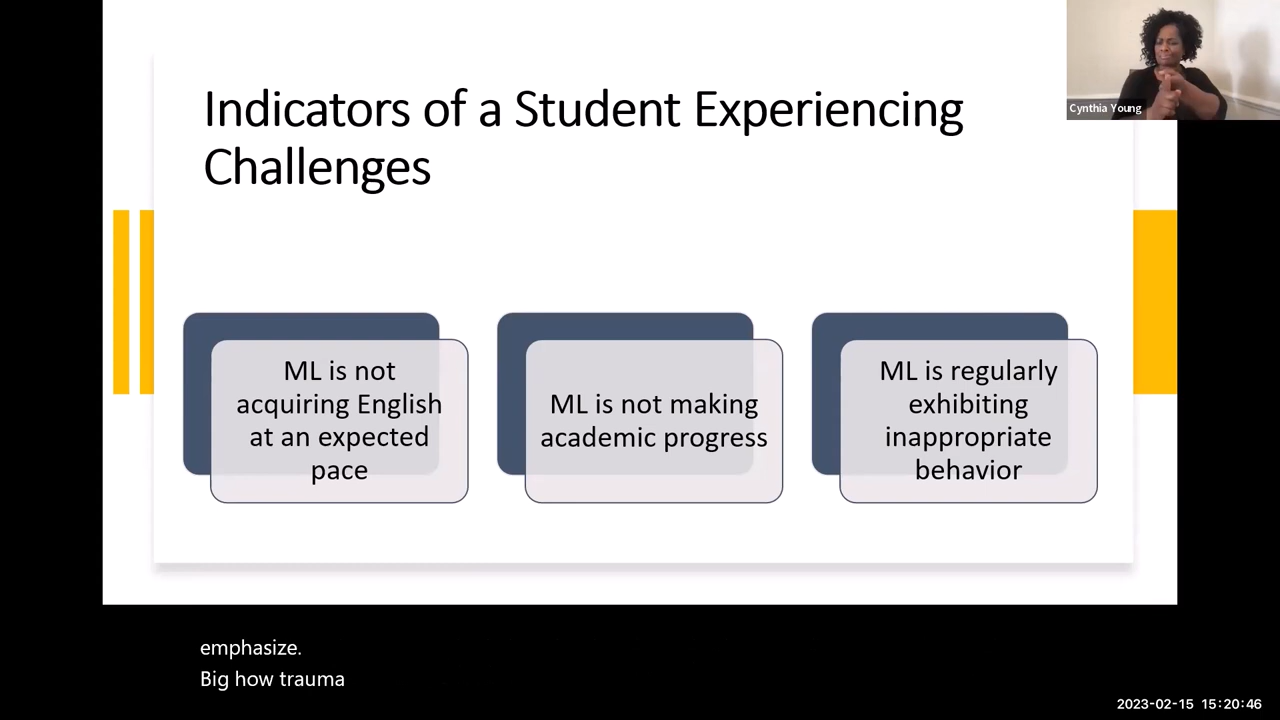 Indicators of a Student Experiencing
Challenges
Cynthia Young
ML is not
acquiring English
at an expected
pace
ML is not making
academic progress
ML is regularly
exhibiting
inappropriate
behavior
emphasize.
Big how trauma
2023-02-15 15:20:46